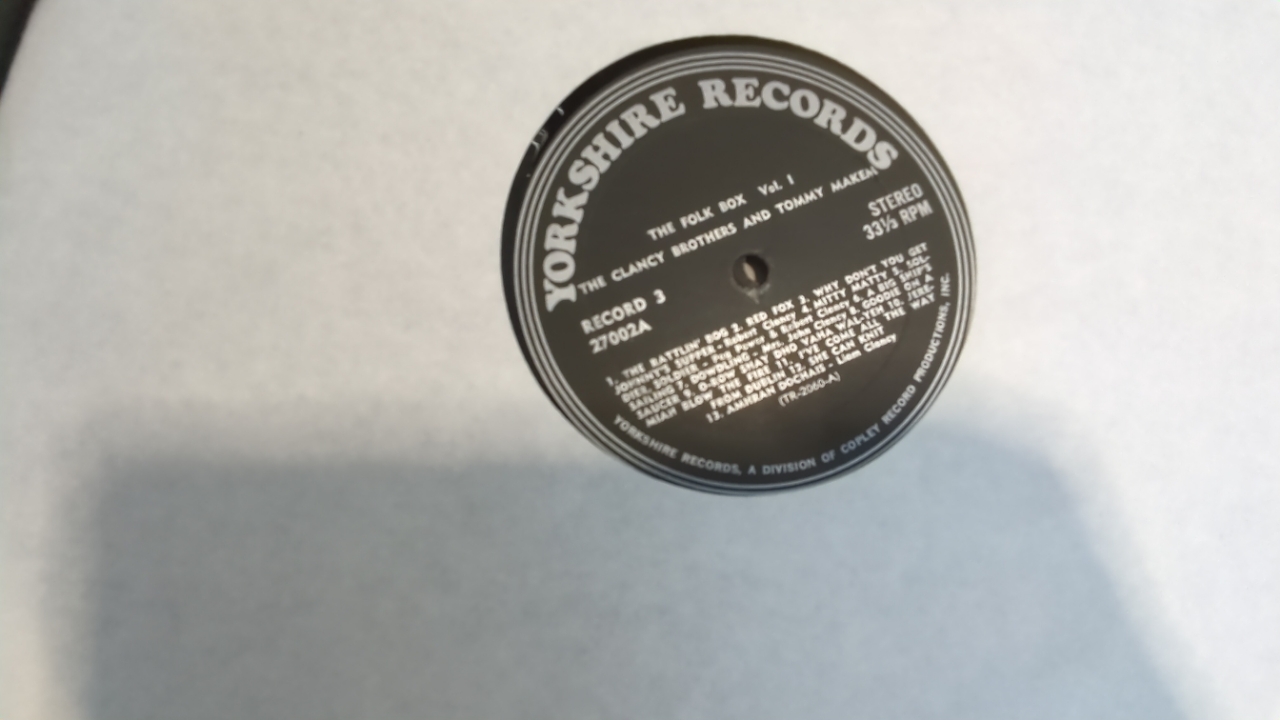 YORKSHIRE RECORDS
THE FOLK BOX Vol. 1
THE CLANCY BROTHERS AND TOMMY MAKEM
STEREO
33⅓ RPM
RECORD 3
27002A
1. THE RATTLIN' BOG 2. RED FOX 3. WHY DON'T YOU GET
JOHNNY'S SUPPER - Robert Clancy 4. MITTY MATTY 5. SOL-
DIER, SOLDIER - Peg Power & Robert Clancy 6. A BIG SHIP'S
SAILING 7. DOWDLING - Mrs. John Clancy 8. GOODIE ON A
SAUCER 9. O-ROW SHAT DHO VAHA WAL-YEH 10. JERE-
MIAH BLOW THE FIRE 11. I'VE COME ALL THE WAY
FROM DUBLIN 12. SHE CAN KNIT
13. AMHRAN DOCHAIS - Liam Clancy
(TR-2060-A)
YORKSHIRE RECORDS, A DIVISION OF COPLEY RECORD PRODUCTIONS, INC.